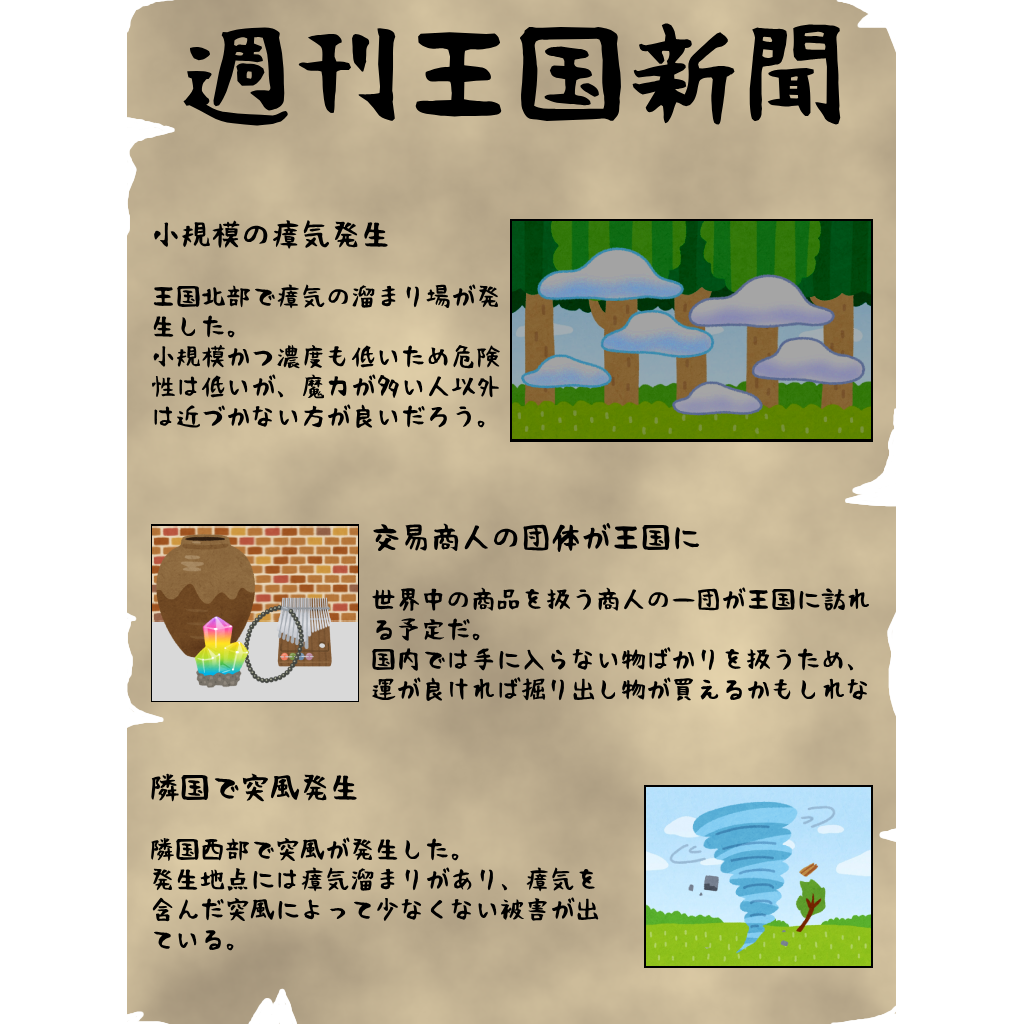 週刊王国新聞
小規模の瘴気発生
王国北部で瘴気の溜まり場が発
生した。
小規模かつ濃度も低いため危険
性は低いが、魔力が多い人以外
は近づかない方が良いだろう。
交易商人の団体が王国に
世界中の商品を扱う商人の一団が王国に訪れ
る予定だ。
国内では手に入らない物ばかりを扱うため、
運が良ければ掘り出し物が買えるかもしれな
隣国で突風発生
隣国西部で突風が発生した。
発生地点には瘴気溜まりがあり、瘴気を
含んだ突風によって少なくない被害が出
ている。